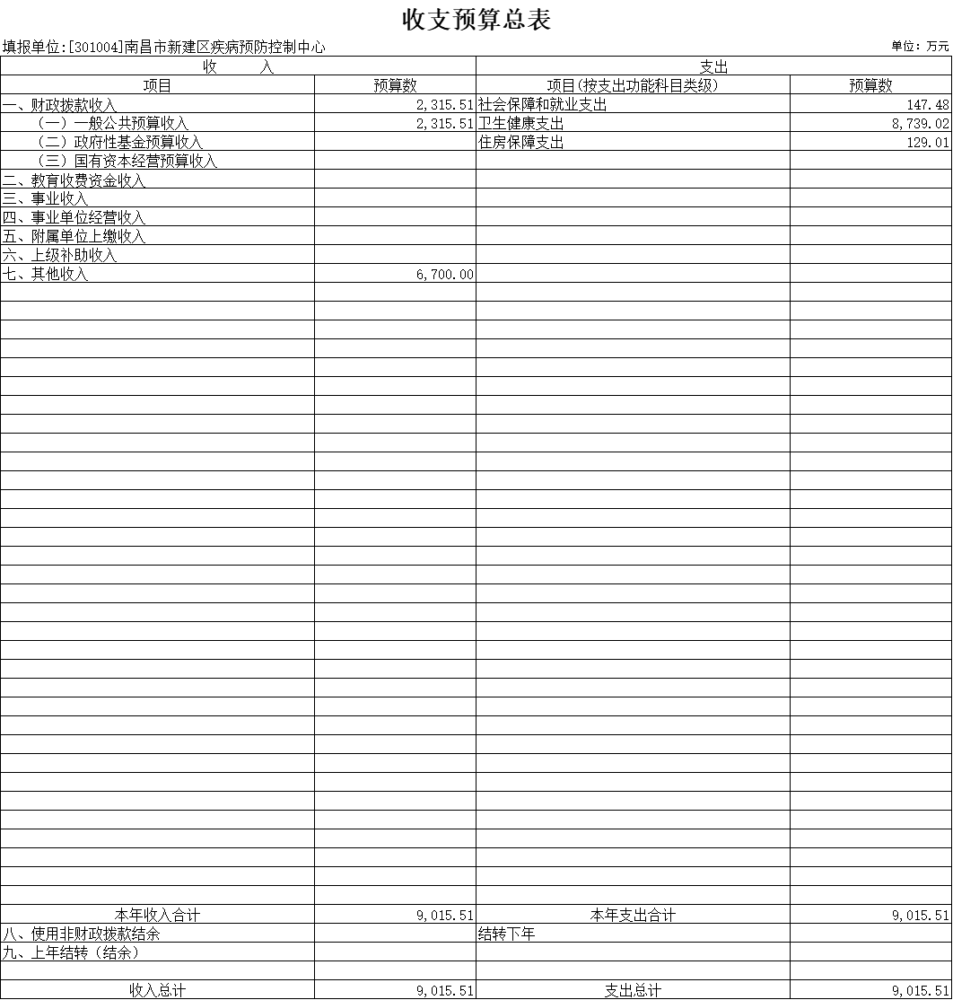 收支预算总表
填报单位:[301004]南昌市新建区疾病预防控制中心 单位：万元
收 入 支出
项目 预算数 项目(按支出功能科目类级) 预算数
一、财政拨款收入 2,315.51 社会保障和就业支出 147.48
（一）一般公共预算收入 2,315.51 卫生健康支出 8,739.02
（二）政府性基金预算收入 住房保障支出 129.01
（三）国有资本经营预算收入
二、教育收费资金收入
三、事业收入
四、事业单位经营收入
五、附属单位上缴收入
六、上级补助收入
七、其他收入 6,700.00
本年收入合计 9,015.51 本年支出合计 9,015.51
八、使用非财政拨款结余 结转下年
九、上年结转（结余）
收入总计 9,015.51 支出总计 9,015.51